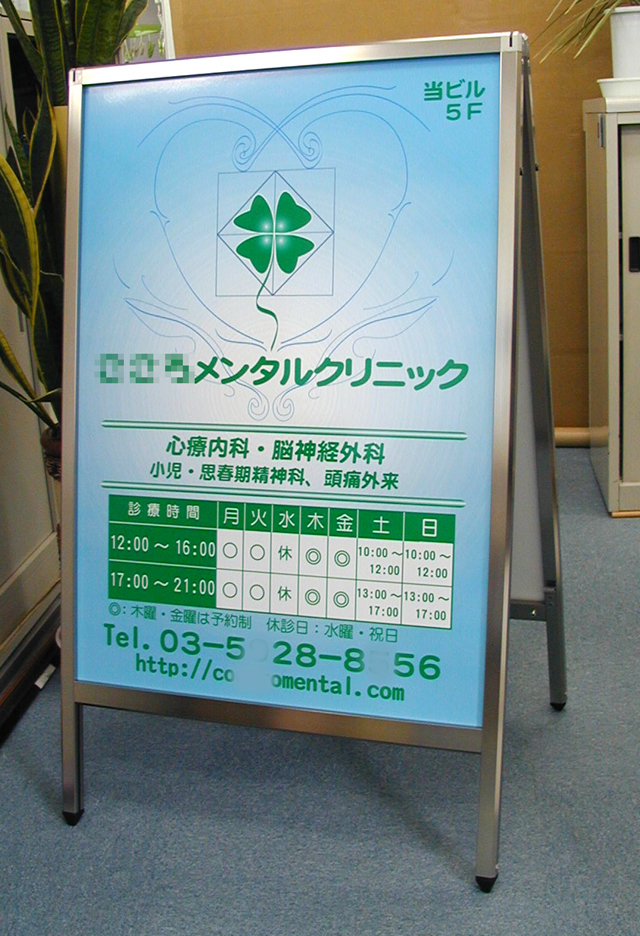 当ビル
5F
メンタルクリニック
心療内科・脳神経外科
小児・思春期精神科、頭痛外来
診療時間 月 火 水 木 金 土 日
12:00～16:00 ○ ○ 休 ◎ ◎ 10:00～12:00 10:00～12:00
17:00～21:00 ○ ○ 休 ◎ ◎ 13:00～17:00 13:00～17:00
◎：木曜・金曜は予約制 休診日：水曜・祝日
Tel. 03-5 28-8 56
http://co omental.com